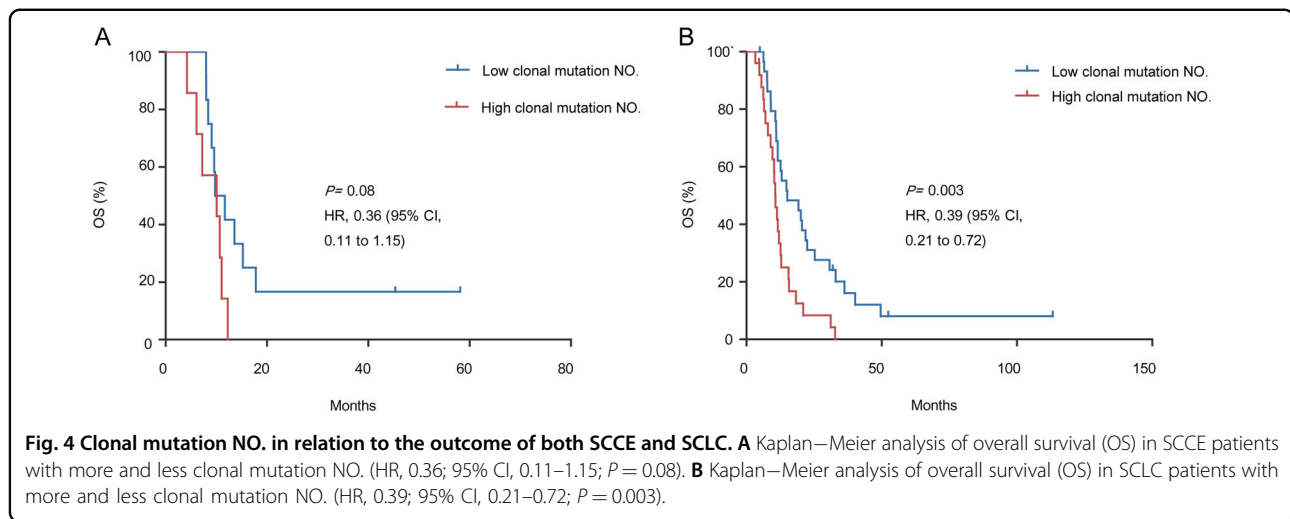 A
100
80
60
40
20
0
OS (%)
0 20 40 60 80
Months
Low clonal mutation NO.
High clonal mutation NO.
P= 0.08
HR, 0.36 (95% CI,
0.11 to 1.15)
B
100`
80
60
40
20
0
OS (%)
0 50 100 150
Months
Low clonal mutation NO.
High clonal mutation NO.
P= 0.003
HR, 0.39 (95% CI,
0.21 to 0.72)
Fig. 4 Clonal mutation NO. in relation to the outcome of both SCCE and SCLC. A Kaplan−Meier analysis of overall survival (OS) in SCCE patients
with more and less clonal mutation NO. (HR, 0.36; 95% CI, 0.11–1.15; P = 0.08). B Kaplan−Meier analysis of overall survival (OS) in SCLC patients with
more and less clonal mutation NO. (HR, 0.39; 95% CI, 0.21–0.72; P = 0.003).